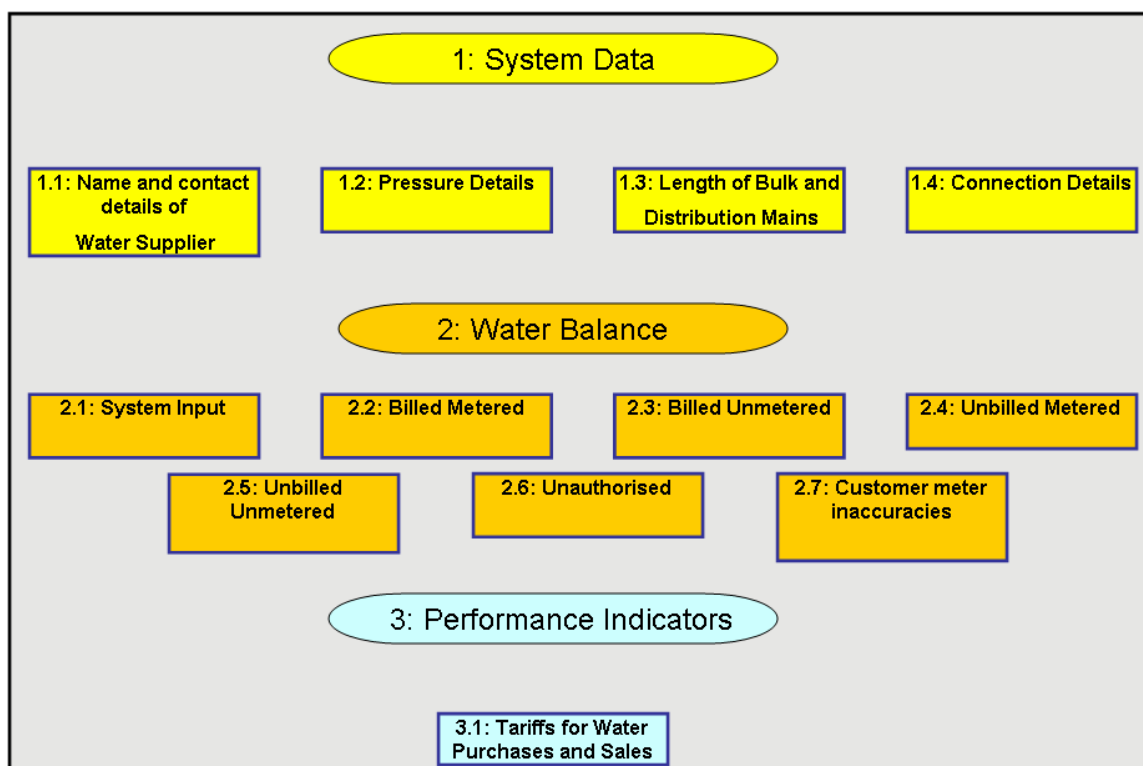 1: System Data
1.1: Name and contact
details of
Water Supplier
1.2: Pressure Details
1.3: Length of Bulk and
Distribution Mains
1.4: Connection Details
2: Water Balance
2.1: System Input
2.2: Billed Metered
2.3: Billed Unmetered
2.4: Unbilled Metered
2.5: Unbilled
Unmetered
2.6: Unauthorised
2.7: Customer meter
inaccuracies
3: Performance Indicators
3.1: Tariffs for Water
Purchases and Sales